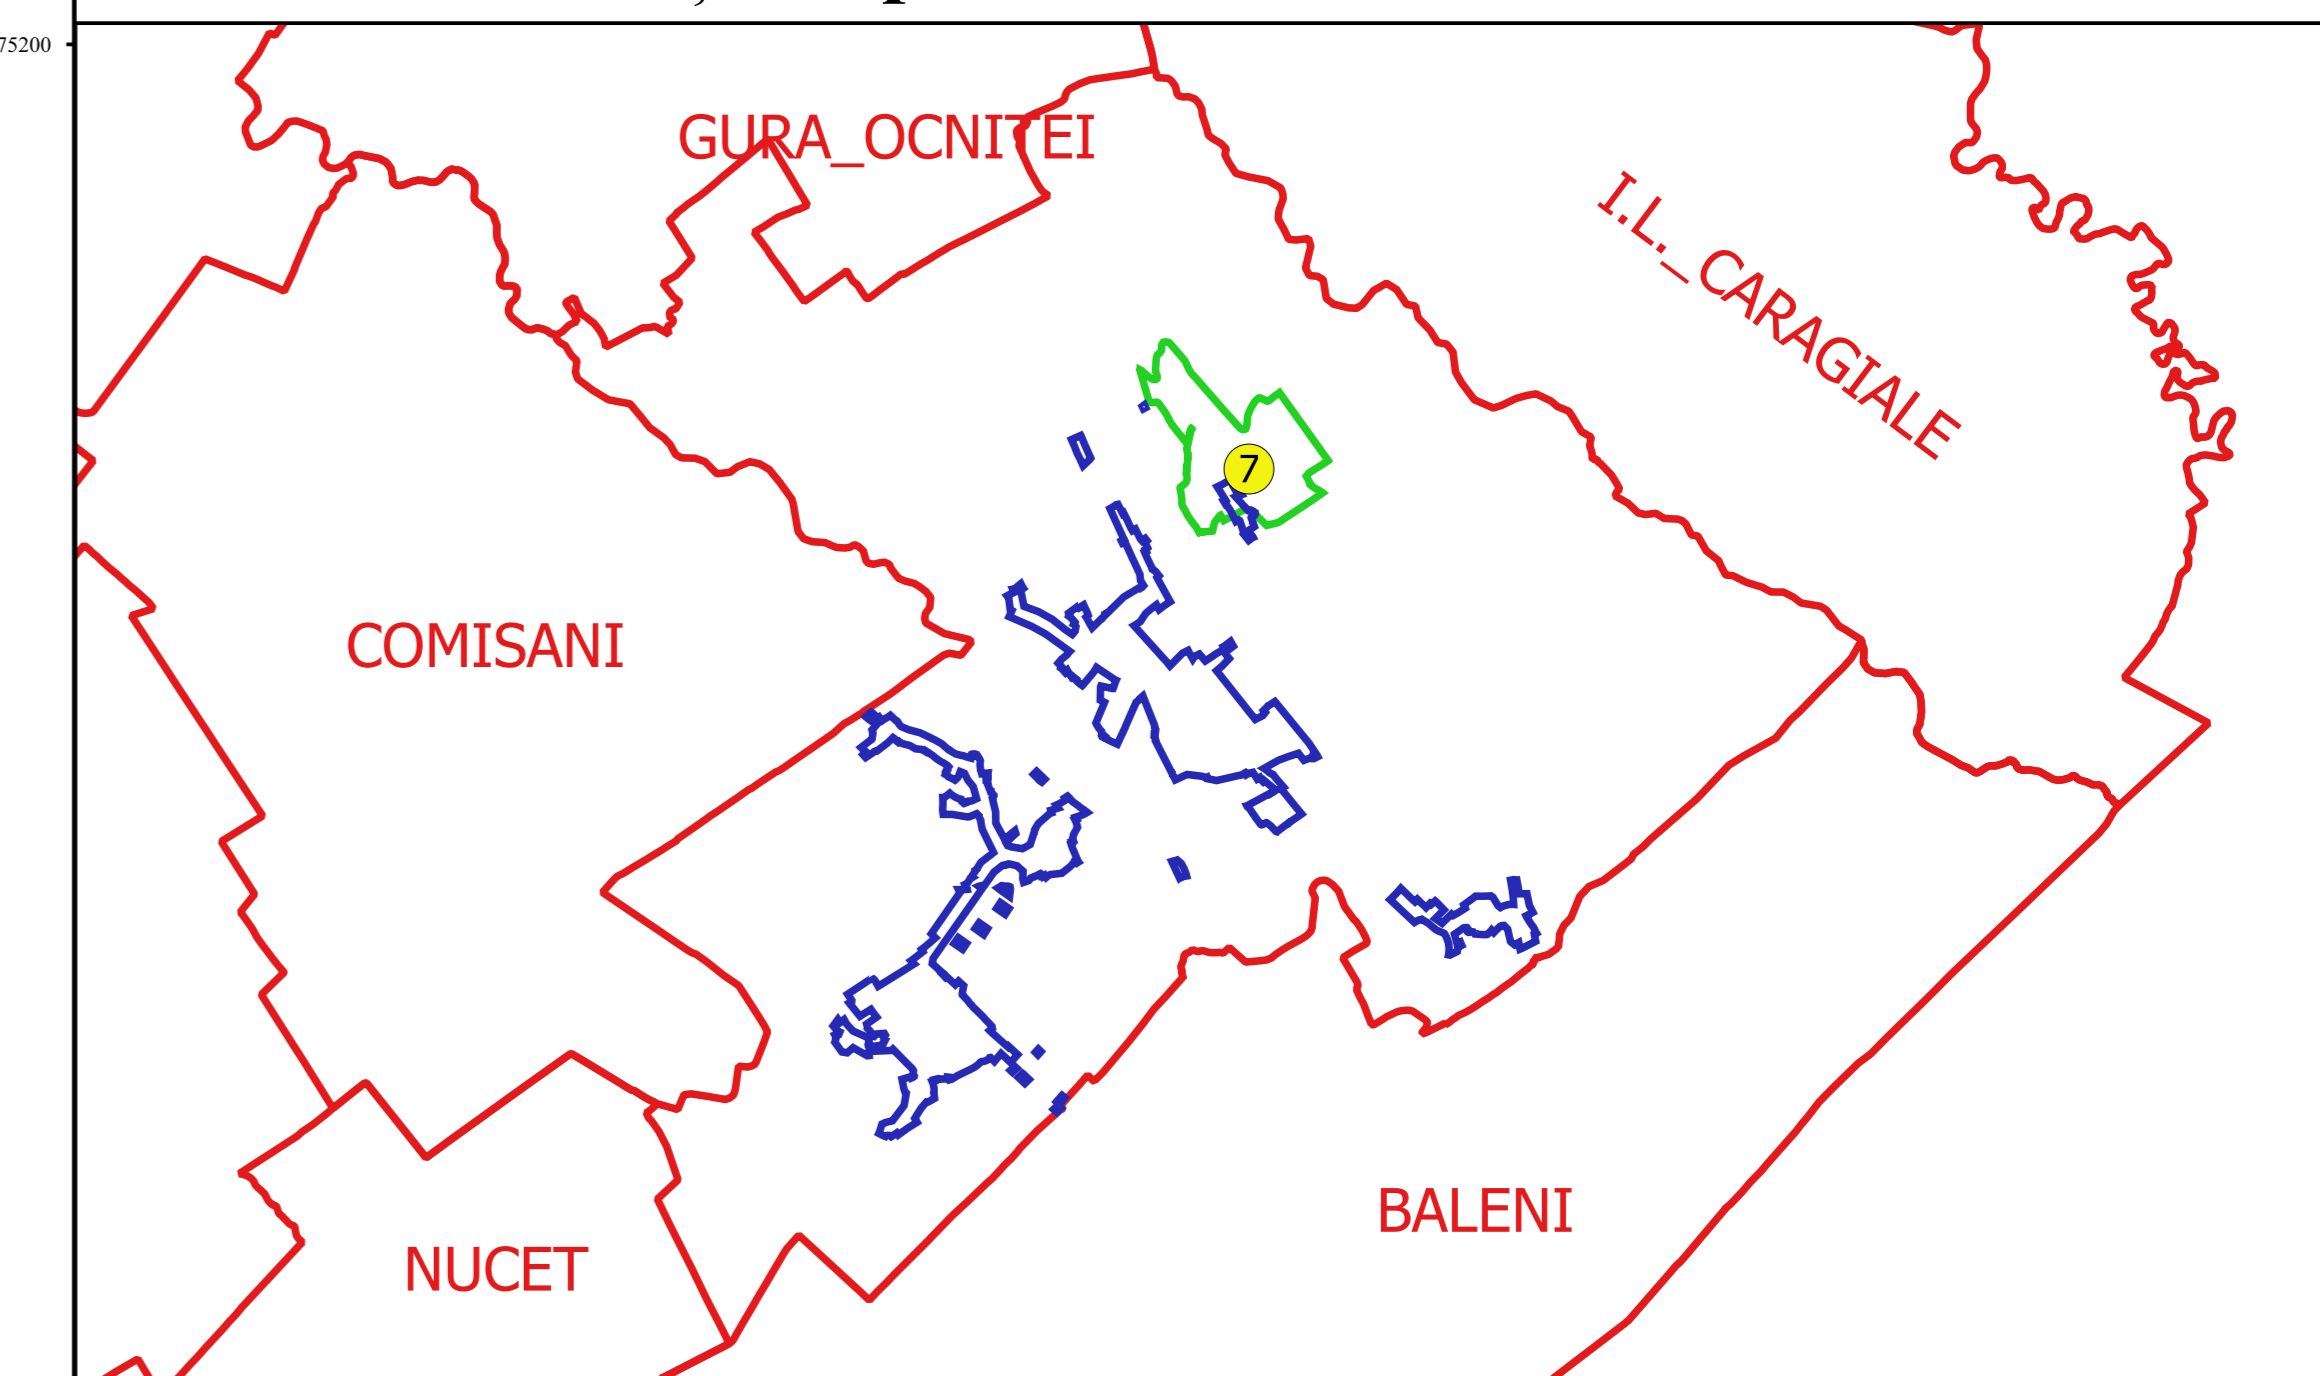 75200
GURA_OCNITEI
I.L._CARAGIALE
7
COMISANI
BALENI
NUCET